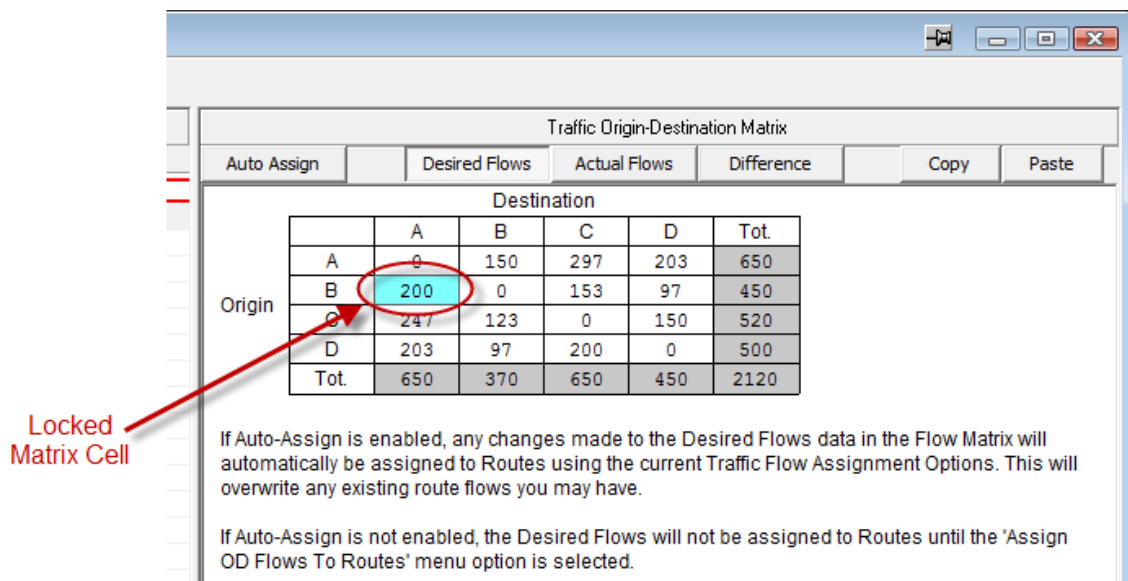 Traffic Origin-Destination Matrix
Auto Assign Desired Flows Actual Flows Difference Copy Paste
Destination
A B C D Tot.
A 0 150 297 203 650
Origin B 200 0 153 97 450
C 247 123 0 150 520
D 203 97 200 0 500
Tot. 650 370 650 450 2120
Locked
Matrix Cell
If Auto-Assign is enabled, any changes made to the Desired Flows data in the Flow Matrix will
automatically be assigned to Routes using the current Traffic Flow Assignment Options. This will
overwrite any existing route flows you may have.
If Auto-Assign is not enabled, the Desired Flows will not be assigned to Routes until the 'Assign
OD Flows To Routes' menu option is selected.